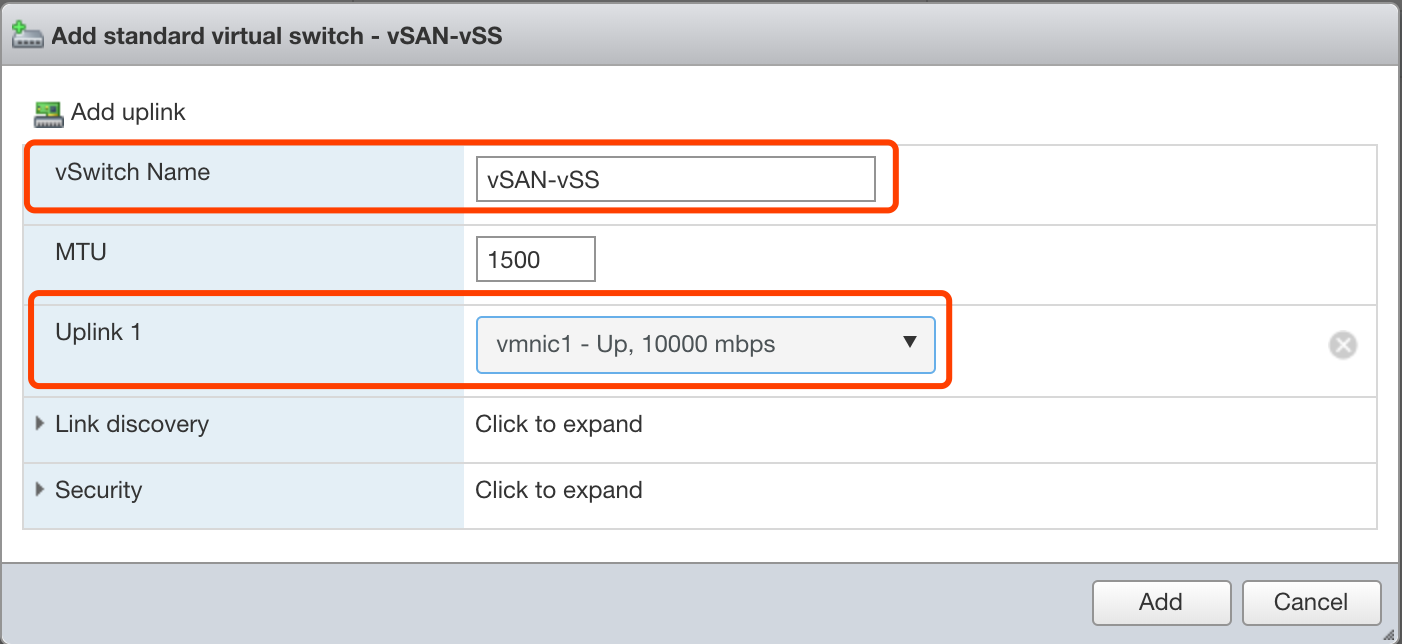 Add standard virtual switch - vSAN-vSS
Add uplink
vSwitch Name vSAN-vSS
MTU 1500
Uplink 1 vmnic1 - Up, 10000 mbps
Link discovery Click to expand
Security Click to expand
Add Cancel